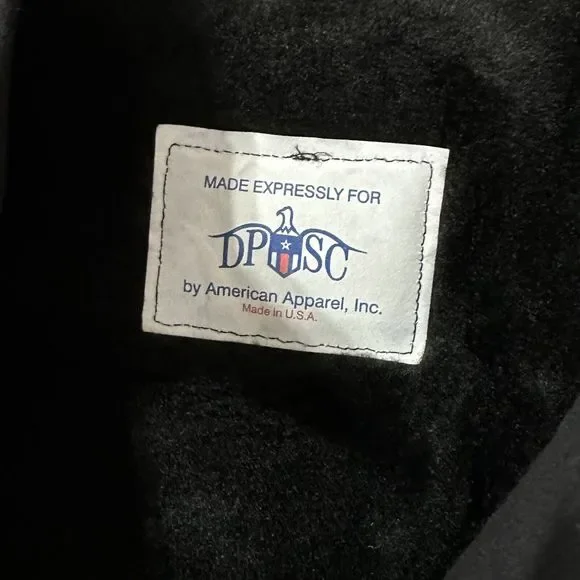 MADE EXPRESSLY FOR
DPSC
by American Apparel, Inc.
Made in U.S.A.